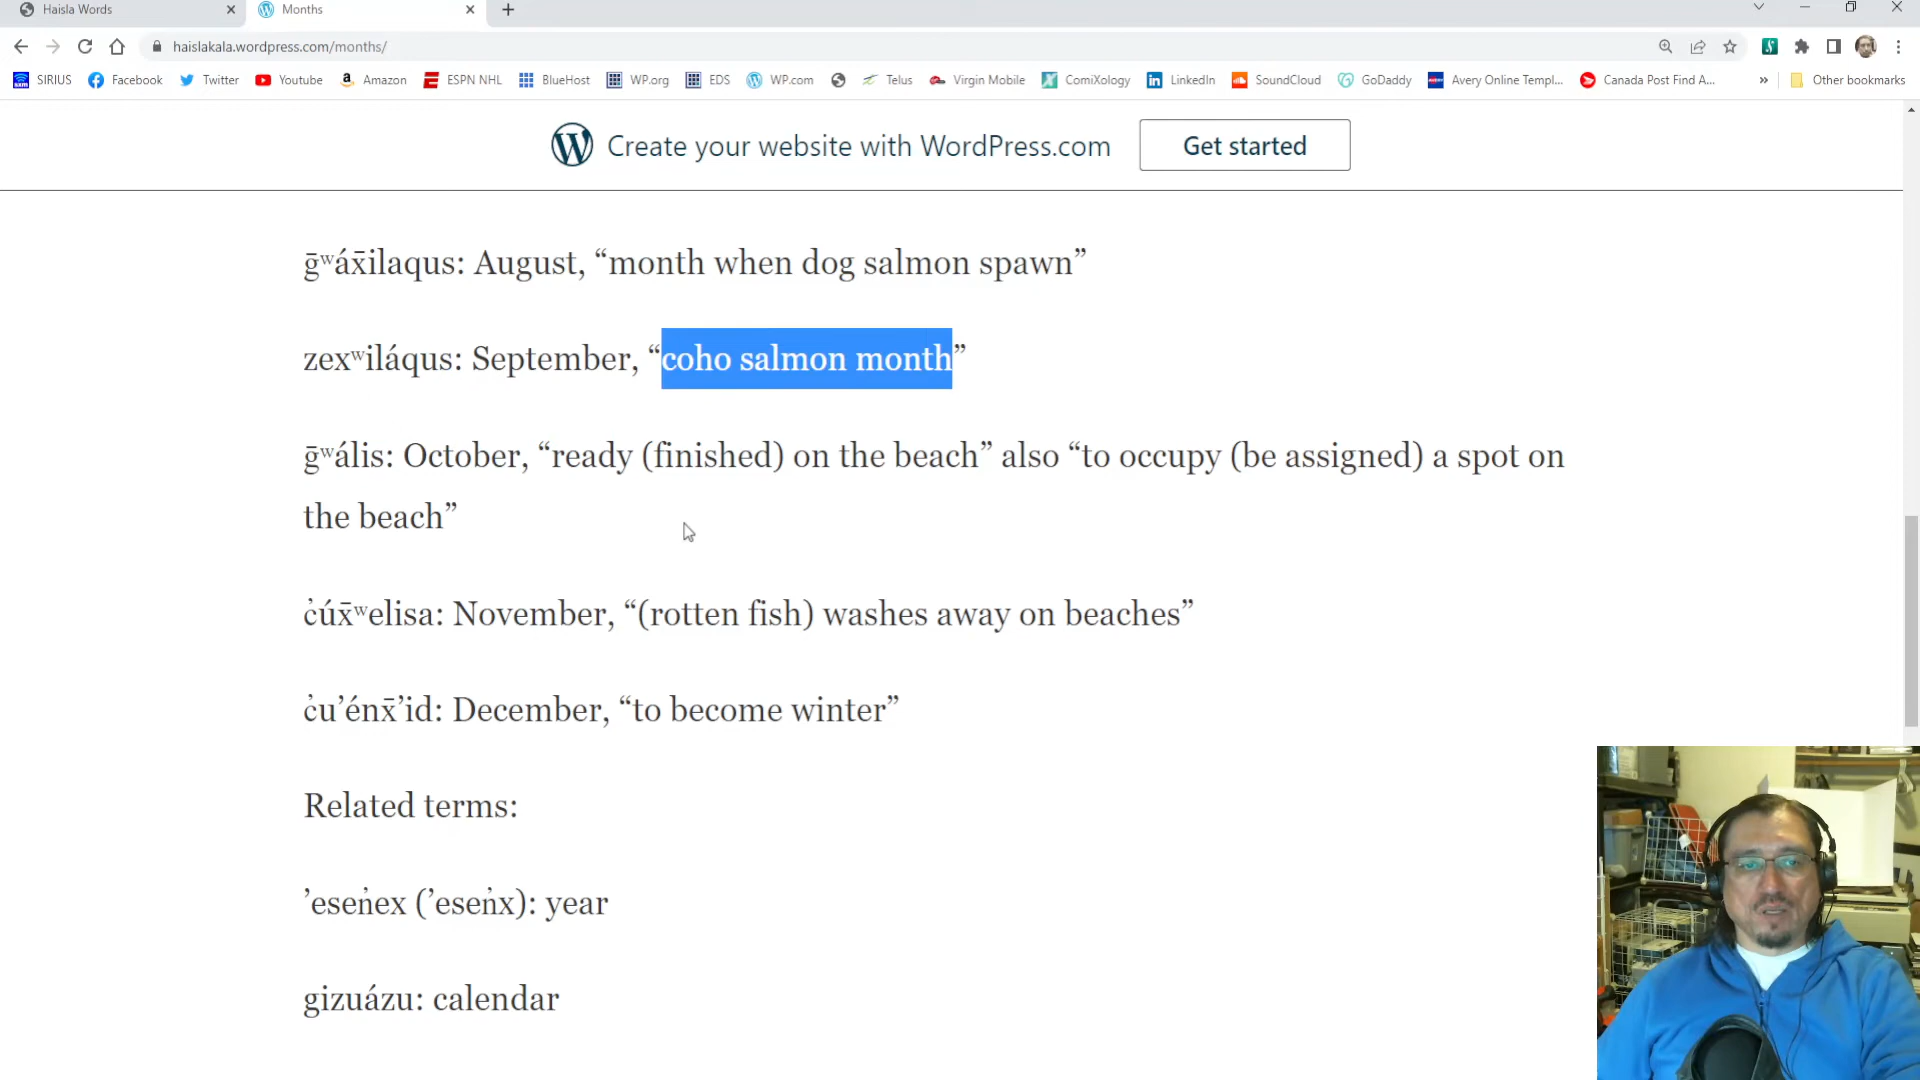 Haisla Words
Months
haislakala.wordpress.com/months/
SIRIUS Facebook Twitter Youtube Amazon ESPN NHL BlueHost WP.org EDS WP.com Telus Virgin Mobile ComiXology LinkedIn SoundCloud GoDaddy Avery Online Templ... Canada Post Find A... » Other bookmarks
Create your website with WordPress.com Get started
ḡʷáx̄ilaqus: August, “month when dog salmon spawn”
zexʷiláqus: September, “coho salmon month”
ḡʷális: October, “ready (finished) on the beach” also “to occupy (be assigned) a spot on
the beach”
c̓úx̄ʷelisa: November, “(rotten fish) washes away on beaches”
c̓u’énx̄’id: December, “to become winter”
Related terms:
’esen̓ex (’esen̓x): year
gizuázu: calendar